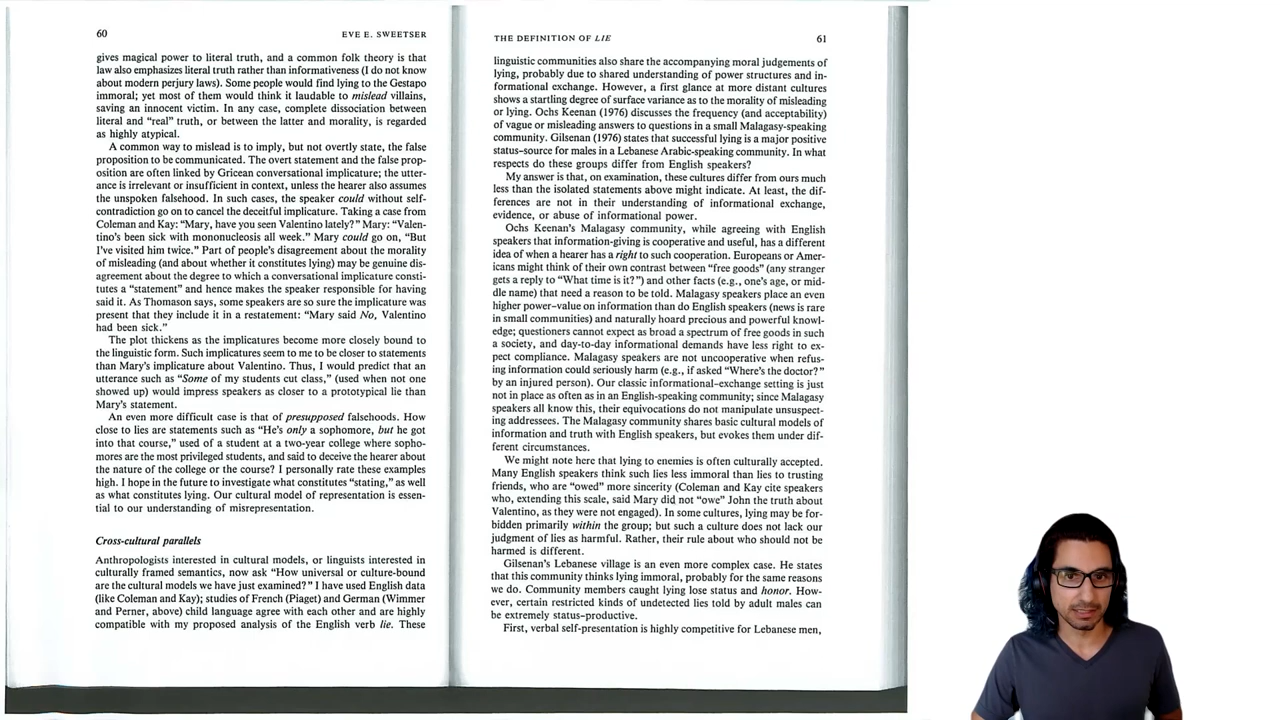 60
EVE E. SWEETSER
gives magical power to literal truth, and a common folk theory is that
law also emphasizes literal truth rather than informativeness (I do not know
about modern perjury laws). Some people would find lying to the Gestapo
immoral; yet most of them would think it laudable to mislead villains,
saving an innocent victim. In any case, complete dissociation between
literal and “real” truth, or between the latter and morality, is regarded
as highly atypical.
A common way to mislead is to imply, but not overtly state, the false
proposition to be communicated. The overt statement and the false prop-
osition are often linked by Gricean conversational implicature; the utter-
ance is irrelevant or insufficient in context, unless the hearer also assumes
the unspoken falsehood. In such cases, the speaker could without self-
contradiction go on to cancel the deceitful implicature. Taking a case from
Coleman and Kay: “Mary, have you seen Valentino lately?” Mary: “Valen-
tino’s been sick with mononucleosis all week.” Mary could go on, “But
I’ve visited him twice.” Part of people’s disagreement about the morality
of misleading (and about whether it constitutes lying) may be genuine dis-
agreement about the degree to which a conversational implicature consti-
tutes a “statement” and hence makes the speaker responsible for having
said it. As Thomason says, some speakers are so sure the implicature was
present that they include it in a restatement: “Mary said No, Valentino
had been sick.”
The plot thickens as the implicatures become more closely bound to
the linguistic form. Such implicatures seem to me to be closer to statements
than Mary’s implicature about Valentino. Thus, I would predict that an
utterance such as “Some of my students cut class,” (used when not one
showed up) would impress speakers as closer to a prototypical lie than
Mary’s statement.
An even more difficult case is that of presupposed falsehoods. How
close to lies are statements such as “He’s only a sophomore, but he got
into that course,” used of a student at a two-year college where sopho-
mores are the most privileged students, and said to deceive the hearer about
the nature of the college or the course? I personally rate these examples
high. I hope in the future to investigate what constitutes “stating,” as well
as what constitutes lying. Our cultural model of representation is essen-
tial to our understanding of misrepresentation.
Cross-cultural parallels
Anthropologists interested in cultural models, or linguists interested in
culturally framed semantics, now ask “How universal or culture-bound
are the cultural models we have just examined?” I have used English data
(like Coleman and Kay); studies of French (Piaget) and German (Wimmer
and Perner, above) child language agree with each other and are highly
compatible with my proposed analysis of the English verb lie. These
THE DEFINITION OF LIE
61
linguistic communities also share the accompanying moral judgements of
lying, probably due to shared understanding of power structures and in-
formational exchange. However, a first glance at more distant cultures
shows a startling degree of surface variance as to the morality of misleading
or lying. Ochs Keenan (1976) discusses the frequency (and acceptability)
of vague or misleading answers to questions in a small Malagasy-speaking
community. Gilsenan (1976) states that successful lying is a major positive
status-source for males in a Lebanese Arabic-speaking community. In what
respects do these groups differ from English speakers?
My answer is that, on examination, these cultures differ from ours much
less than the isolated statements above might indicate. At least, the dif-
ferences are not in their understanding of informational exchange,
evidence, or abuse of informational power.
Ochs Keenan’s Malagasy community, while agreeing with English
speakers that information-giving is cooperative and useful, has a different
idea of when a hearer has a right to such cooperation. Europeans or Amer-
icans might think of their own contrast between “free goods” (any stranger
gets a reply to “What time is it?”) and other facts (e.g., one’s age, or mid-
dle name) that need a reason to be told. Malagasy speakers place an even
higher power-value on information than do English speakers (news is rare
in small communities) and naturally hoard precious and powerful knowl-
edge; questioners cannot expect as broad a spectrum of free goods in such
a society, and day-to-day informational demands have less right to ex-
pect compliance. Malagasy speakers are not uncooperative when refus-
ing information could seriously harm (e.g., if asked “Where’s the doctor?”
by an injured person). Our classic informational-exchange setting is just
not in place as often as in an English-speaking community; since Malagasy
speakers all know this, their equivocations do not manipulate unsuspect-
ing addressees. The Malagasy community shares basic cultural models of
information and truth with English speakers, but evokes them under dif-
ferent circumstances.
We might note here that lying to enemies is often culturally accepted.
Many English speakers think such lies less immoral than lies to trusting
friends, who are “owed” more sincerity (Coleman and Kay cite speakers
who, extending this scale, said Mary did not “owe” John the truth about
Valentino, as they were not engaged). In some cultures, lying may be for-
bidden primarily within the group; but such a culture does not lack our
judgment of lies as harmful. Rather, their rule about who should not be
harmed is different.
Gilsenan’s Lebanese village is an even more complex case. He states
that this community thinks lying immoral, probably for the same reasons
we do. Community members caught lying lose status and honor. How-
ever, certain restricted kinds of undetected lies told by adult males can
be extremely status-productive.
First, verbal self-presentation is highly competitive for Lebanese men,